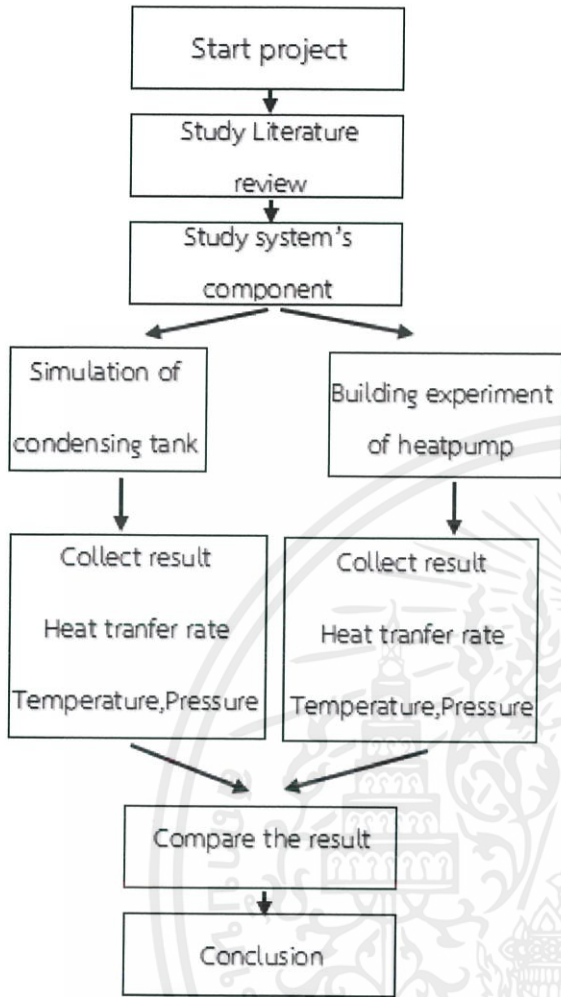 Start project
Study Literature
review
Study system's
component
Simulation of
condensing tank
Building experiment
of heatpump
Collect result
Heat tranfer rate
Temperature,Pressure
Collect result
Heat tranfer rate
Temperature,Pressure
Compare the result
Conclusion